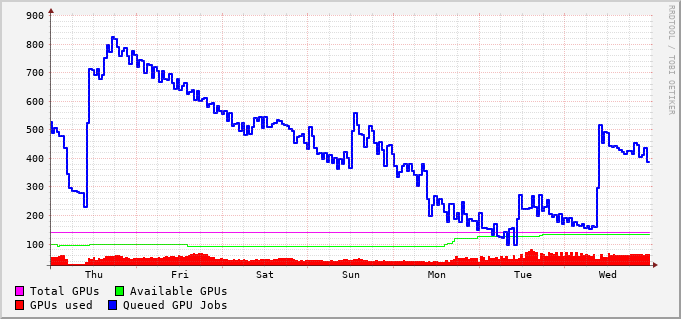 900
800
700
600
500
400
300
200
100
Thu Fri Sat Sun Mon Tue Wed
Total GPUs Available GPUs
GPUs used Queued GPU Jobs
RRDTOOL / TOBI OETIKER